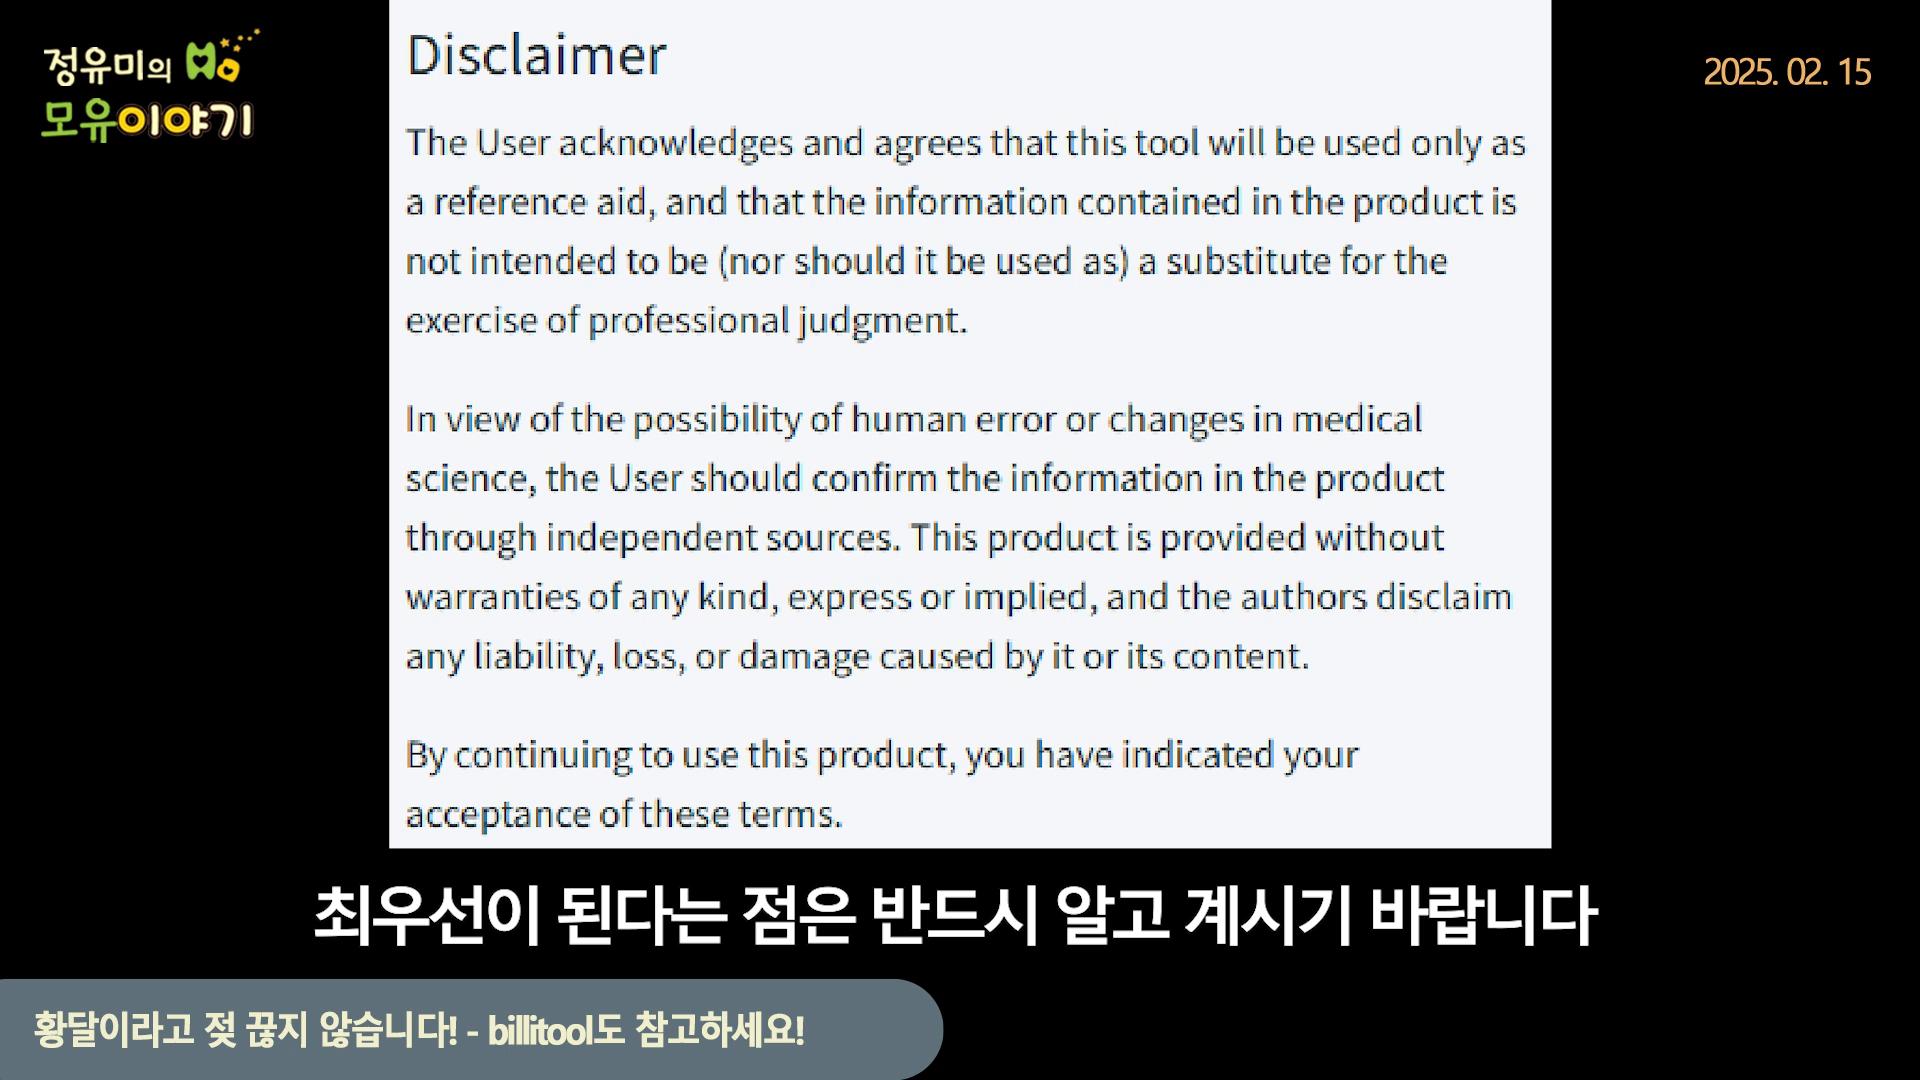 정유미의 Mo
모유이야기
2025. 02. 15
Disclaimer
The User acknowledges and agrees that this tool will be used only as
a reference aid, and that the information contained in the product is
not intended to be (nor should it be used as) a substitute for the
exercise of professional judgment.
In view of the possibility of human error or changes in medical
science, the User should confirm the information in the product
through independent sources. This product is provided without
warranties of any kind, express or implied, and the authors disclaim
any liability, loss, or damage caused by it or its content.
By continuing to use this product, you have indicated your
acceptance of these terms.
최우선이 된다는 점은 반드시 알고 계시기 바랍니다
황달이라고 젖 끊지 않습니다! - billitool도 참고하세요!